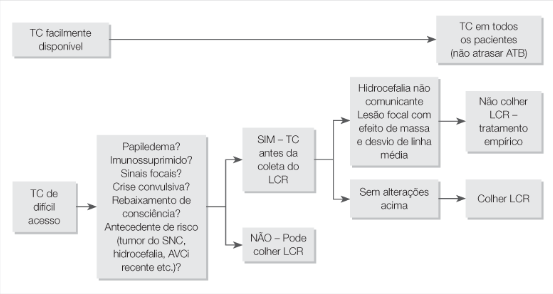 TC facilmente
disponível
TC em todos
os pacientes
(não atrasar ATB)
TC de
difícil
acesso
Papiledema?
Imunossuprimido?
Sinais focais?
Crise convulsiva?
Rebaixamento de
consciência?
Antecedente de risco
(tumor do SNC,
hidrocefalia, AVCi
recente etc.)?
SIM – TC
antes da
coleta do
LCR
NÃO – Pode
colher LCR
Hidrocefalia não
comunicante
Lesão focal com
efeito de massa
e desvio de linha
média
Sem alterações
acima
Não colher
LCR –
tratamento
empírico
Colher LCR